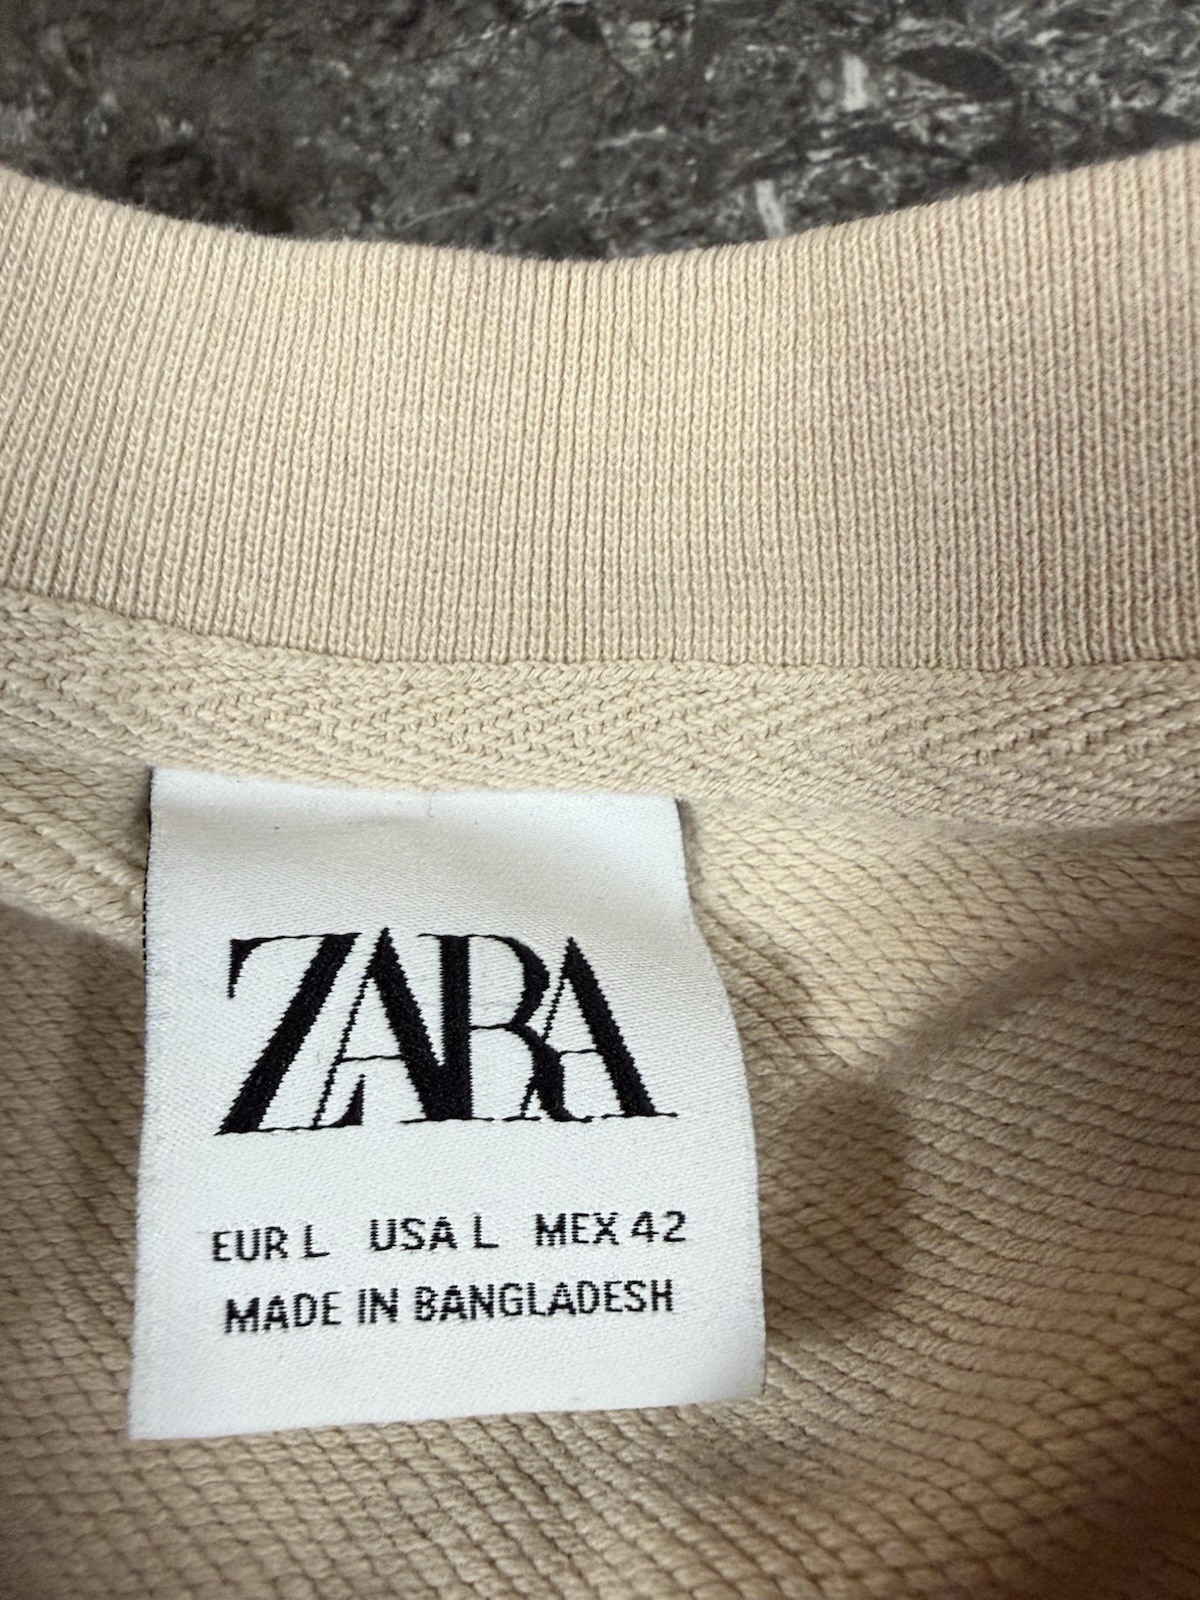 ZARA
EUR L USA L MEX 42
MADE IN BANGLADESH